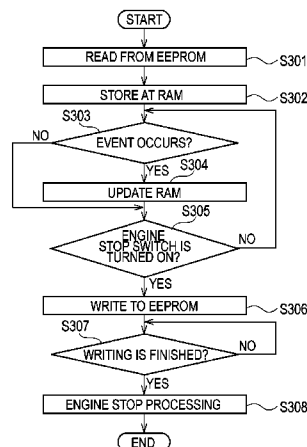 START
READ FROM EEPROM
S301
STORE AT RAM
S302
S303
NO
EVENT OCCURS?
YES
S304
UPDATE RAM
S305
ENGINE
STOP SWITCH IS
TURNED ON?
NO
YES
WRITE TO EEPROM
S306
S307
WRITING IS FINISHED?
NO
YES
ENGINE STOP PROCESSING
S308
END